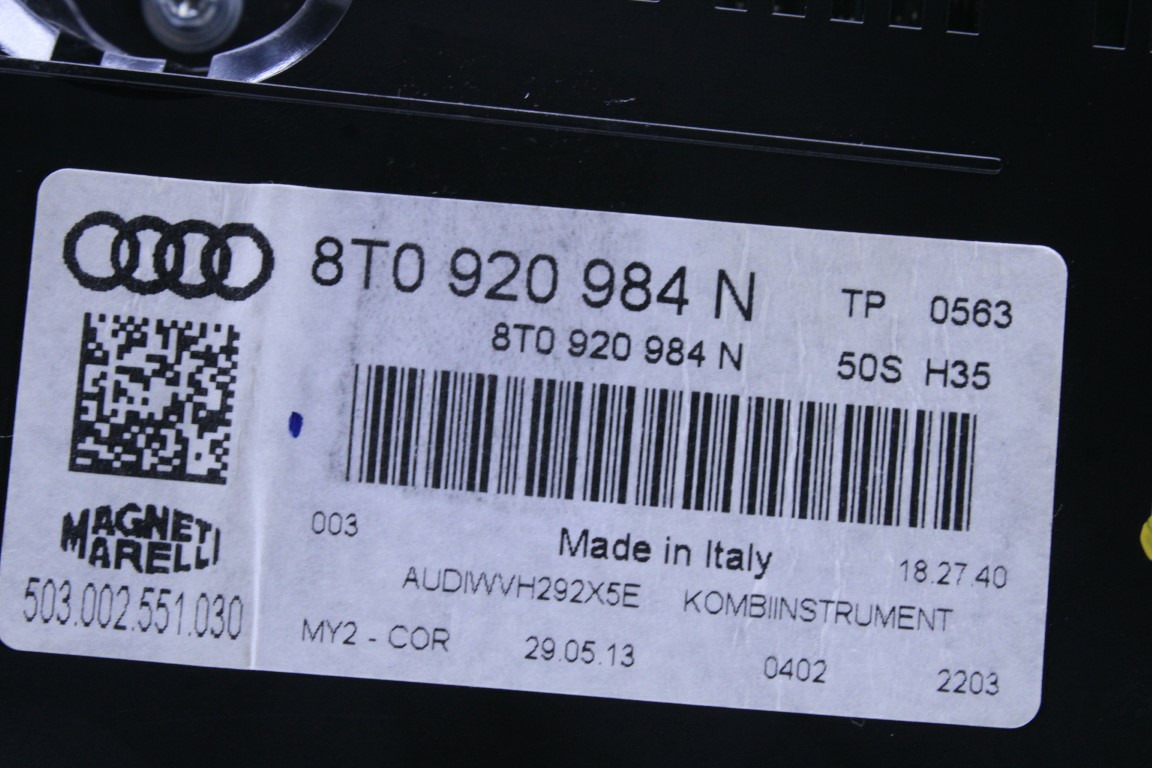 8T0 920 984 N
TP 0563
8T0 920 984 N
50S H35
003
Made in Italy
18.27.40
MAGNETI
MARELLI
AUDIWVH292X5E KOMBIINSTRUMENT
503.002.551.030
MY2 - COR 29.05.13 0402 2203